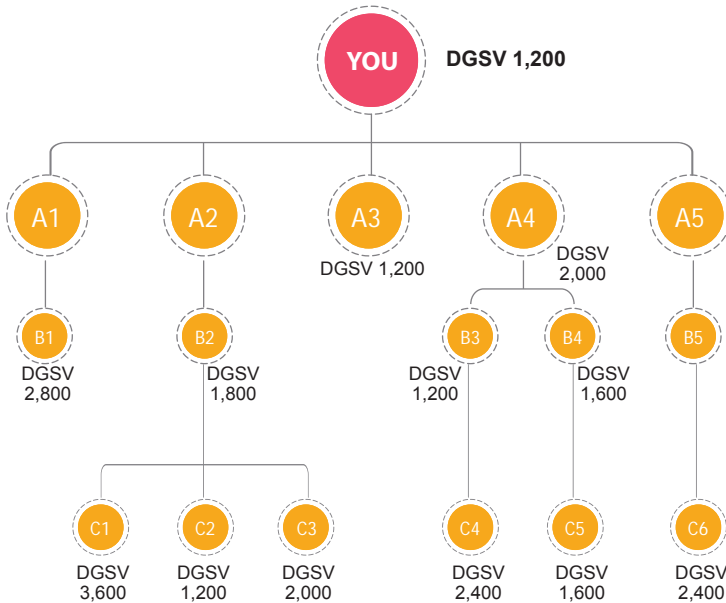 YOU
DGSV 1,200
A1
A2
A3
A4
A5
DGSV 1,200
DGSV
2,000
B1
B2
B3
B4
B5
DGSV
2,800
DGSV
1,800
DGSV
1,200
DGSV
1,600
C1
C2
C3
C4
C5
C6
DGSV
3,600
DGSV
1,200
DGSV
2,000
DGSV
2,400
DGSV
1,600
DGSV
2,400